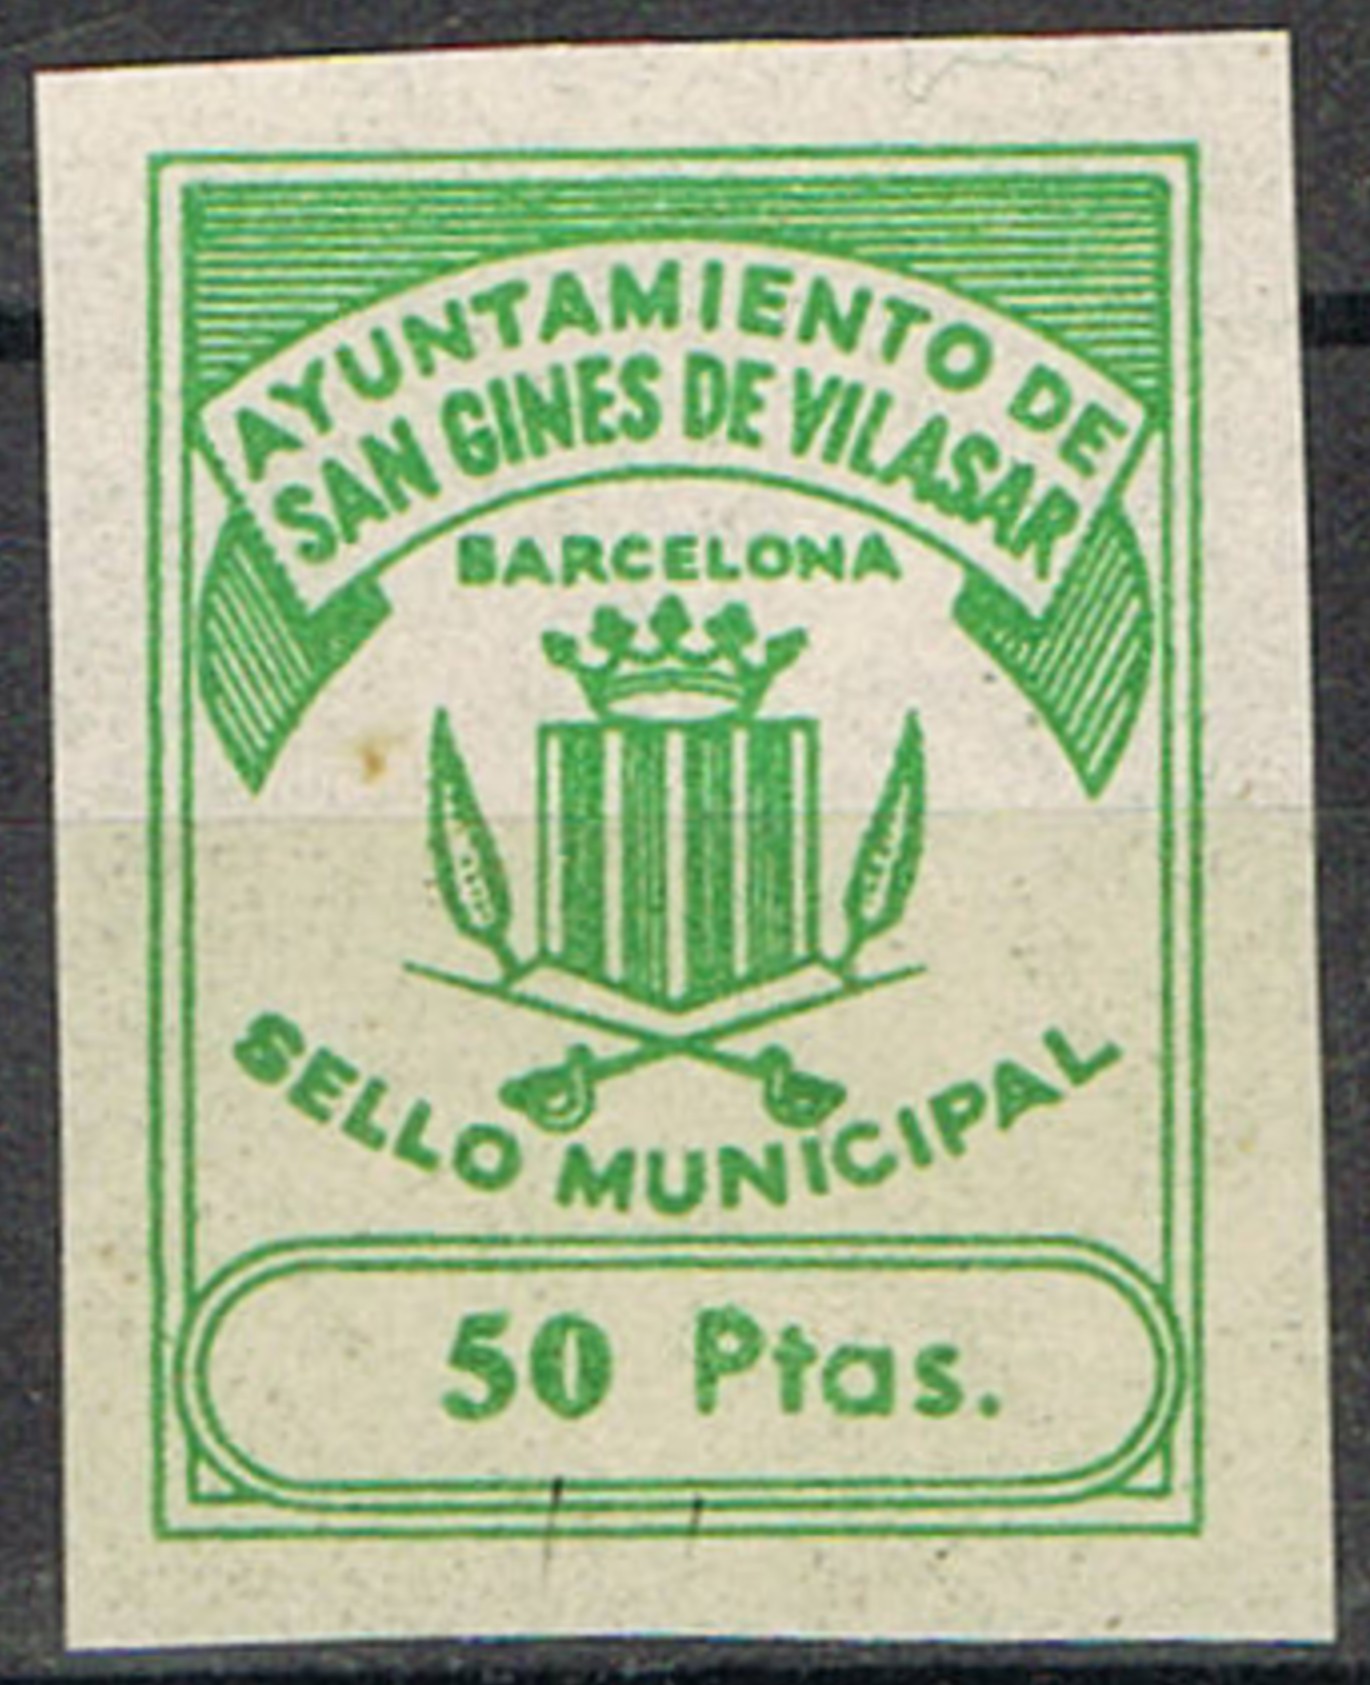 AYUNTAMIENTO DE
SAN GINES DE VILASAR
BARCELONA
SELLO MUNICIPAL
50 Ptas.